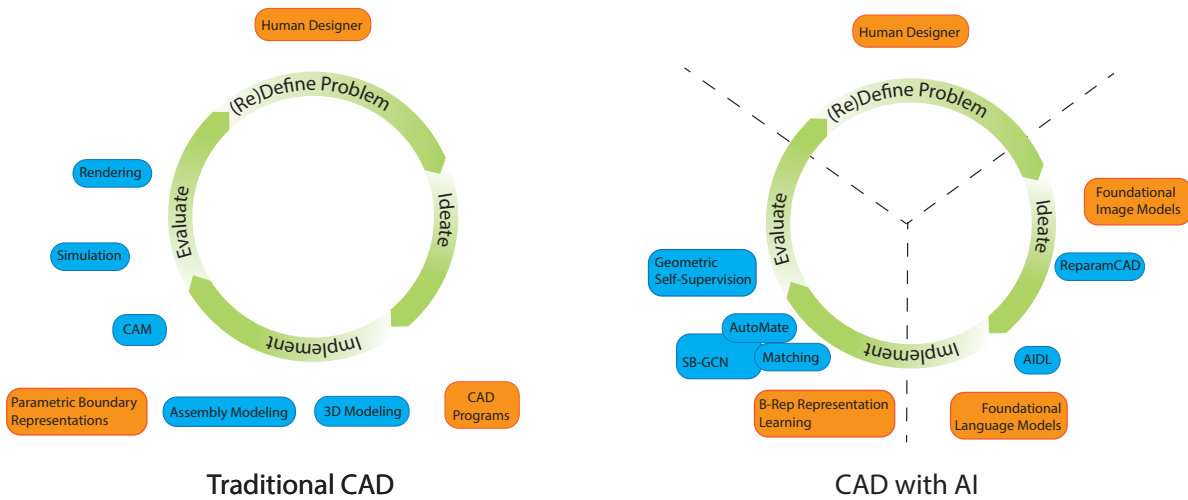 Human Designer
(Re)Define Problem
Ideate
Implement
Evaluate
Rendering
Simulation
CAM
Parametric Boundary
Representations
Assembly Modeling
3D Modeling
CAD
Programs
Traditional CAD
Human Designer
(Re)Define Problem
Ideate
Implement
Evaluate
Foundational
Image Models
ReparamCAD
AIDL
Foundational
Language Models
Geometric
Self-Supervision
AutoMate
SB-GCN
Matching
B-Rep Representation
Learning
CAD with AI